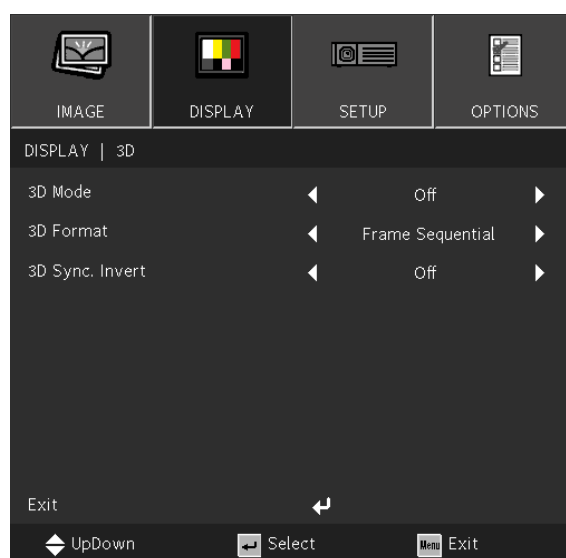 IMAGE DISPLAY SETUP OPTIONS
DISPLAY | 3D
3D Mode Off
3D Format Frame Sequential
3D Sync. Invert Off
Exit
UpDown Select Menu Exit